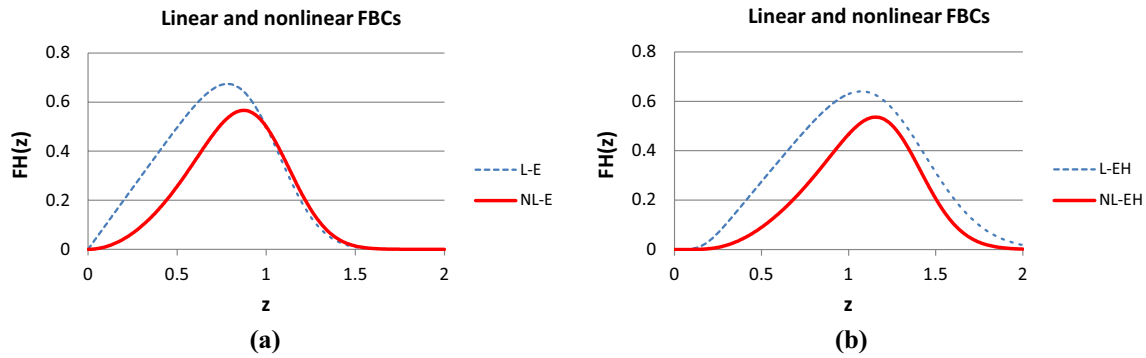 Linear and nonlinear FBCs
FH(z)
0.8
0.6
0.4
0.2
0
0 0.5 1 1.5 2
z
L-E
NL-E
(a)
Linear and nonlinear FBCs
FH(z)
0.8
0.6
0.4
0.2
0
0 0.5 1 1.5 2
z
L-EH
NL-EH
(b)